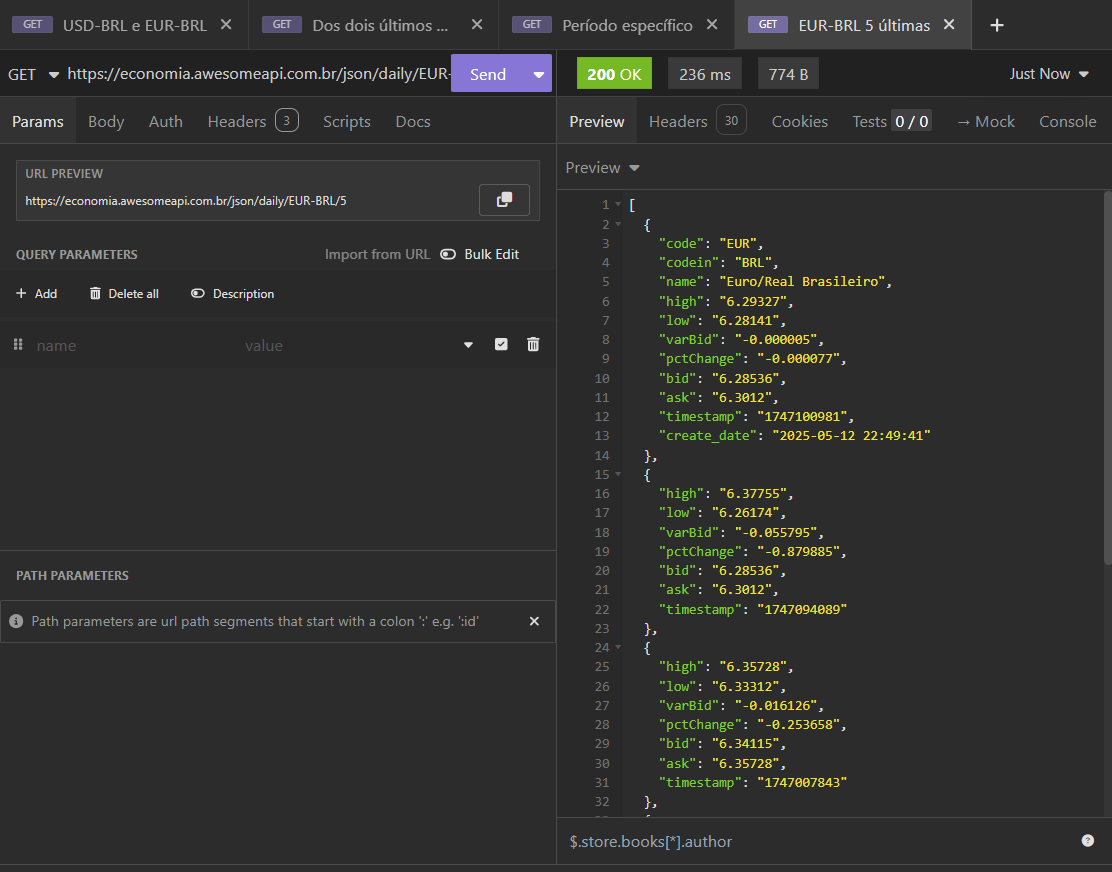 GET USD-BRL e EUR-BRL
GET Dos dois últimos ...
GET Período específico
GET EUR-BRL 5 últimas
GET https://economia.awesomeapi.com.br/json/daily/EUR- Send
200 OK 236 ms 774 B Just Now
Params Body Auth Headers 3 Scripts Docs
Preview Headers 30 Cookies Tests 0 / 0 → Mock Console
URL PREVIEW
https://economia.awesomeapi.com.br/json/daily/EUR-BRL/5
QUERY PARAMETERS Import from URL Bulk Edit
+ Add Delete all Description
name value
PATH PARAMETERS
Path parameters are url path segments that start with a colon ':' e.g. ':id'
Preview
1 [
2 {
3 "code": "EUR",
4 "codein": "BRL",
5 "name": "Euro/Real Brasileiro",
6 "high": "6.29327",
7 "low": "6.28141",
8 "varBid": "-0.000005",
9 "pctChange": "-0.000077",
10 "bid": "6.28536",
11 "ask": "6.3012",
12 "timestamp": "1747100981",
13 "create_date": "2025-05-12 22:49:41"
14 },
15 {
16 "high": "6.37755",
17 "low": "6.26174",
18 "varBid": "-0.055795",
19 "pctChange": "-0.879885",
20 "bid": "6.28536",
21 "ask": "6.3012",
22 "timestamp": "1747094089"
23 },
24 {
25 "high": "6.35728",
26 "low": "6.33312",
27 "varBid": "-0.016126",
28 "pctChange": "-0.253658",
29 "bid": "6.34115",
30 "ask": "6.35728",
31 "timestamp": "1747007843"
32 },
$.store.books[*].author